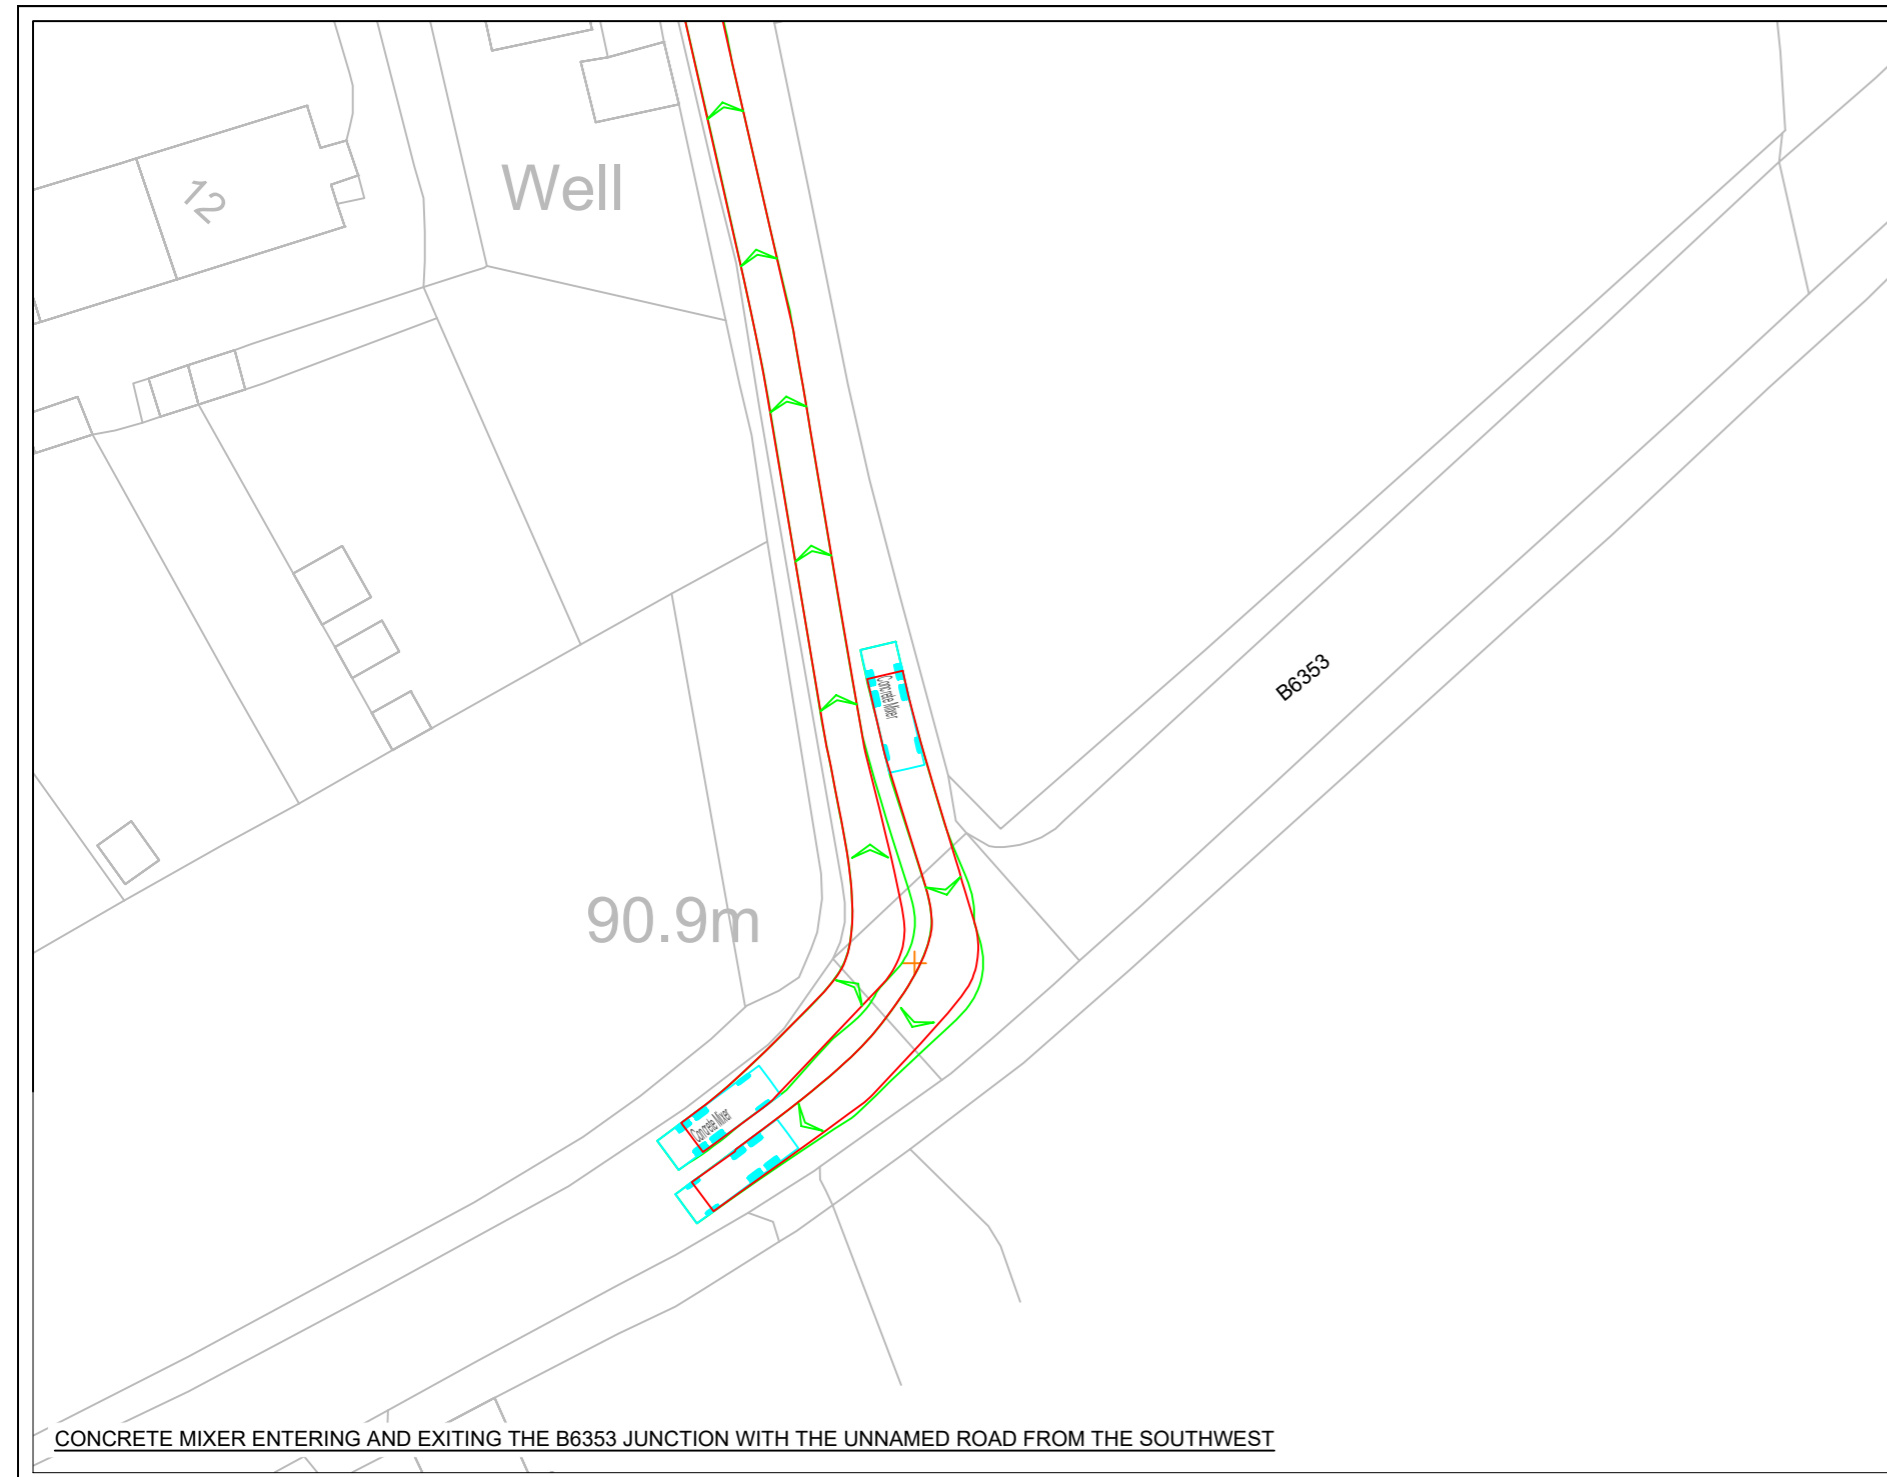 12
Well
Concrete Mixer
B6353
90.9m
Concrete Mixer
CONCRETE MIXER ENTERING AND EXITING THE B6353 JUNCTION WITH THE UNNAMED ROAD FROM THE SOUTHWEST